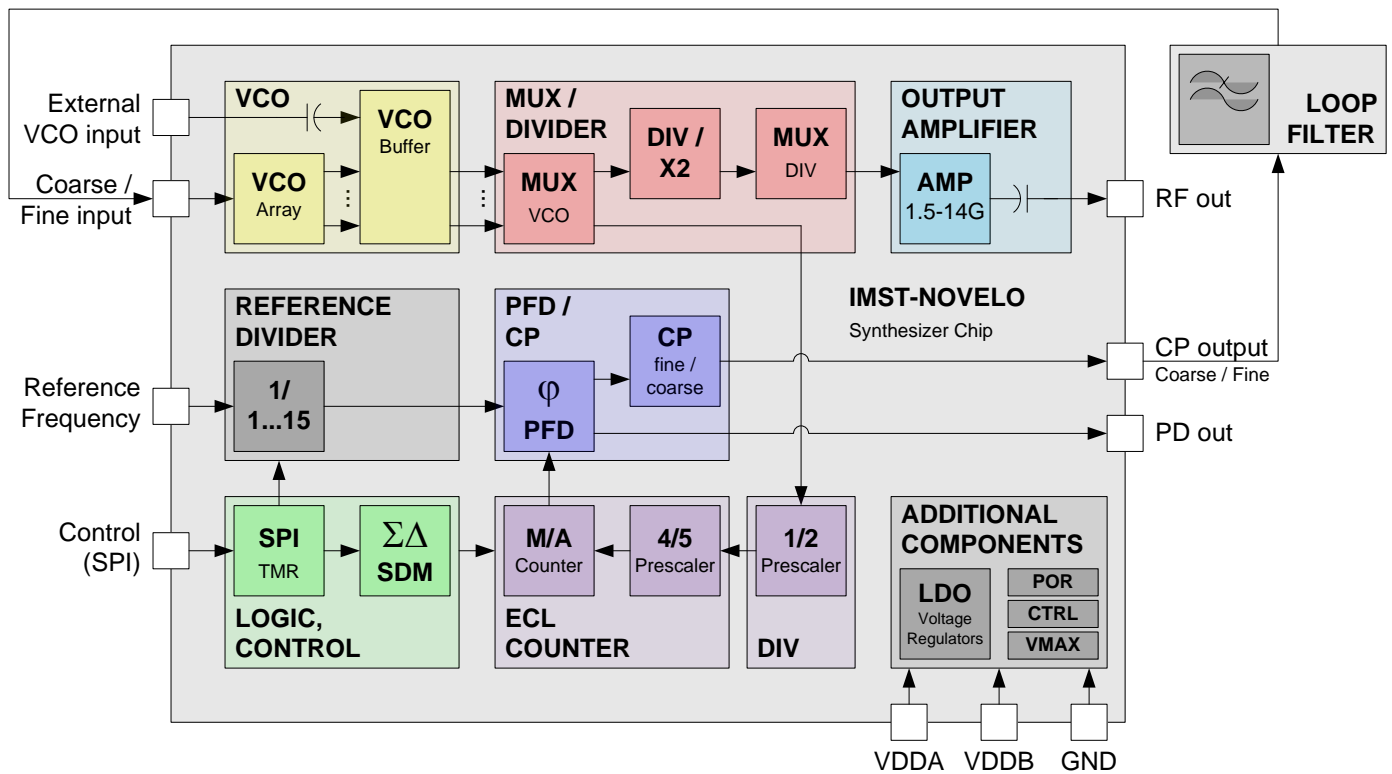 External
VCO input
Coarse /
Fine input
VCO
VCO
Buffer
VCO
Array
MUX /
DIVIDER
MUX
VCO
DIV /
X2
MUX
DIV
OUTPUT
AMPLIFIER
AMP
1.5-14G
LOOP
FILTER
RF out
IMST-NOVELO
Synthesizer Chip
REFERENCE
DIVIDER
1/
1...15
Reference
Frequency
PFD /
CP
φ
PFD
CP
fine /
coarse
CP output
Coarse / Fine
PD out
Control
(SPI)
SPI
TMR
ΣΔ
SDM
LOGIC,
CONTROL
M/A
Counter
4/5
Prescaler
ECL
COUNTER
1/2
Prescaler
DIV
ADDITIONAL
COMPONENTS
LDO
Voltage
Regulators
POR
CTRL
VMAX
VDDA
VDDB
GND